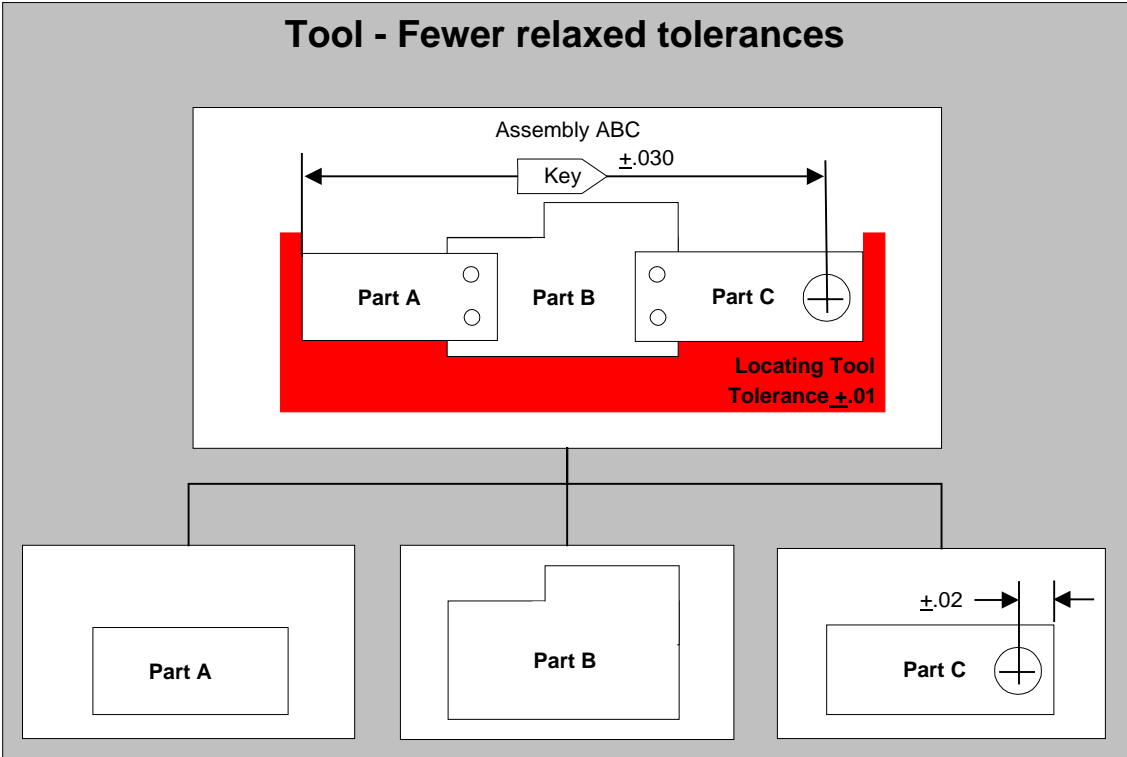 Tool - Fewer relaxed tolerances
Assembly ABC
Key
±.030
Part A
Part B
Part C
Locating Tool
Tolerance ±.01
Part A
Part B
±.02
Part C